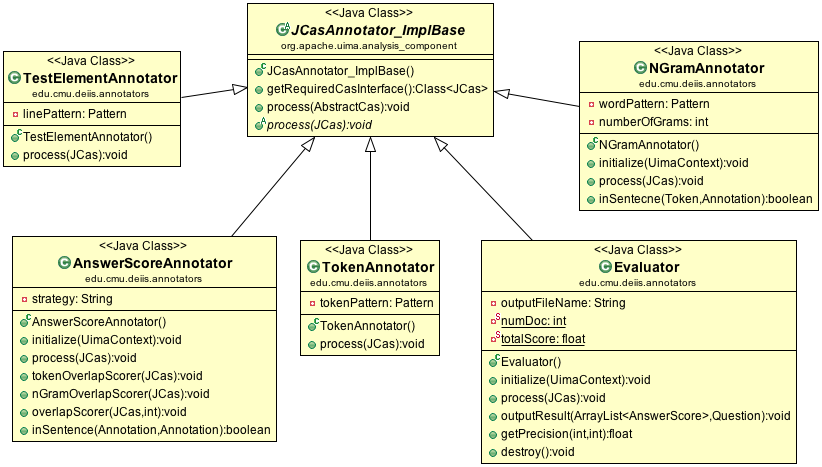 <<Java Class>>
JCasAnnotator_ImplBase
org.apache.uima.analysis_component
JCasAnnotator_ImplBase()
getRequiredCasInterface():Class<JCas>
process(AbstractCas):void
process(JCas):void
<<Java Class>>
TestElementAnnotator
edu.cmu.deiis.annotators
linePattern: Pattern
TestElementAnnotator()
process(JCas):void
<<Java Class>>
NGramAnnotator
edu.cmu.deiis.annotators
wordPattern: Pattern
numberOfGrams: int
NGramAnnotator()
initialize(UimaContext):void
process(JCas):void
inSentecne(Token,Annotation):boolean
<<Java Class>>
AnswerScoreAnnotator
edu.cmu.deiis.annotators
strategy: String
AnswerScoreAnnotator()
initialize(UimaContext):void
process(JCas):void
tokenOverlapScorer(JCas):void
nGramOverlapScorer(JCas):void
overlapScorer(JCas,int):void
inSentence(Annotation,Annotation):boolean
<<Java Class>>
TokenAnnotator
edu.cmu.deiis.annotators
tokenPattern: Pattern
TokenAnnotator()
process(JCas):void
<<Java Class>>
Evaluator
edu.cmu.deiis.annotators
outputFileName: String
numDoc: int
totalScore: float
Evaluator()
initialize(UimaContext):void
process(JCas):void
outputResult(ArrayList<AnswerScore>,Question):void
getPrecision(int,int):float
destroy():void